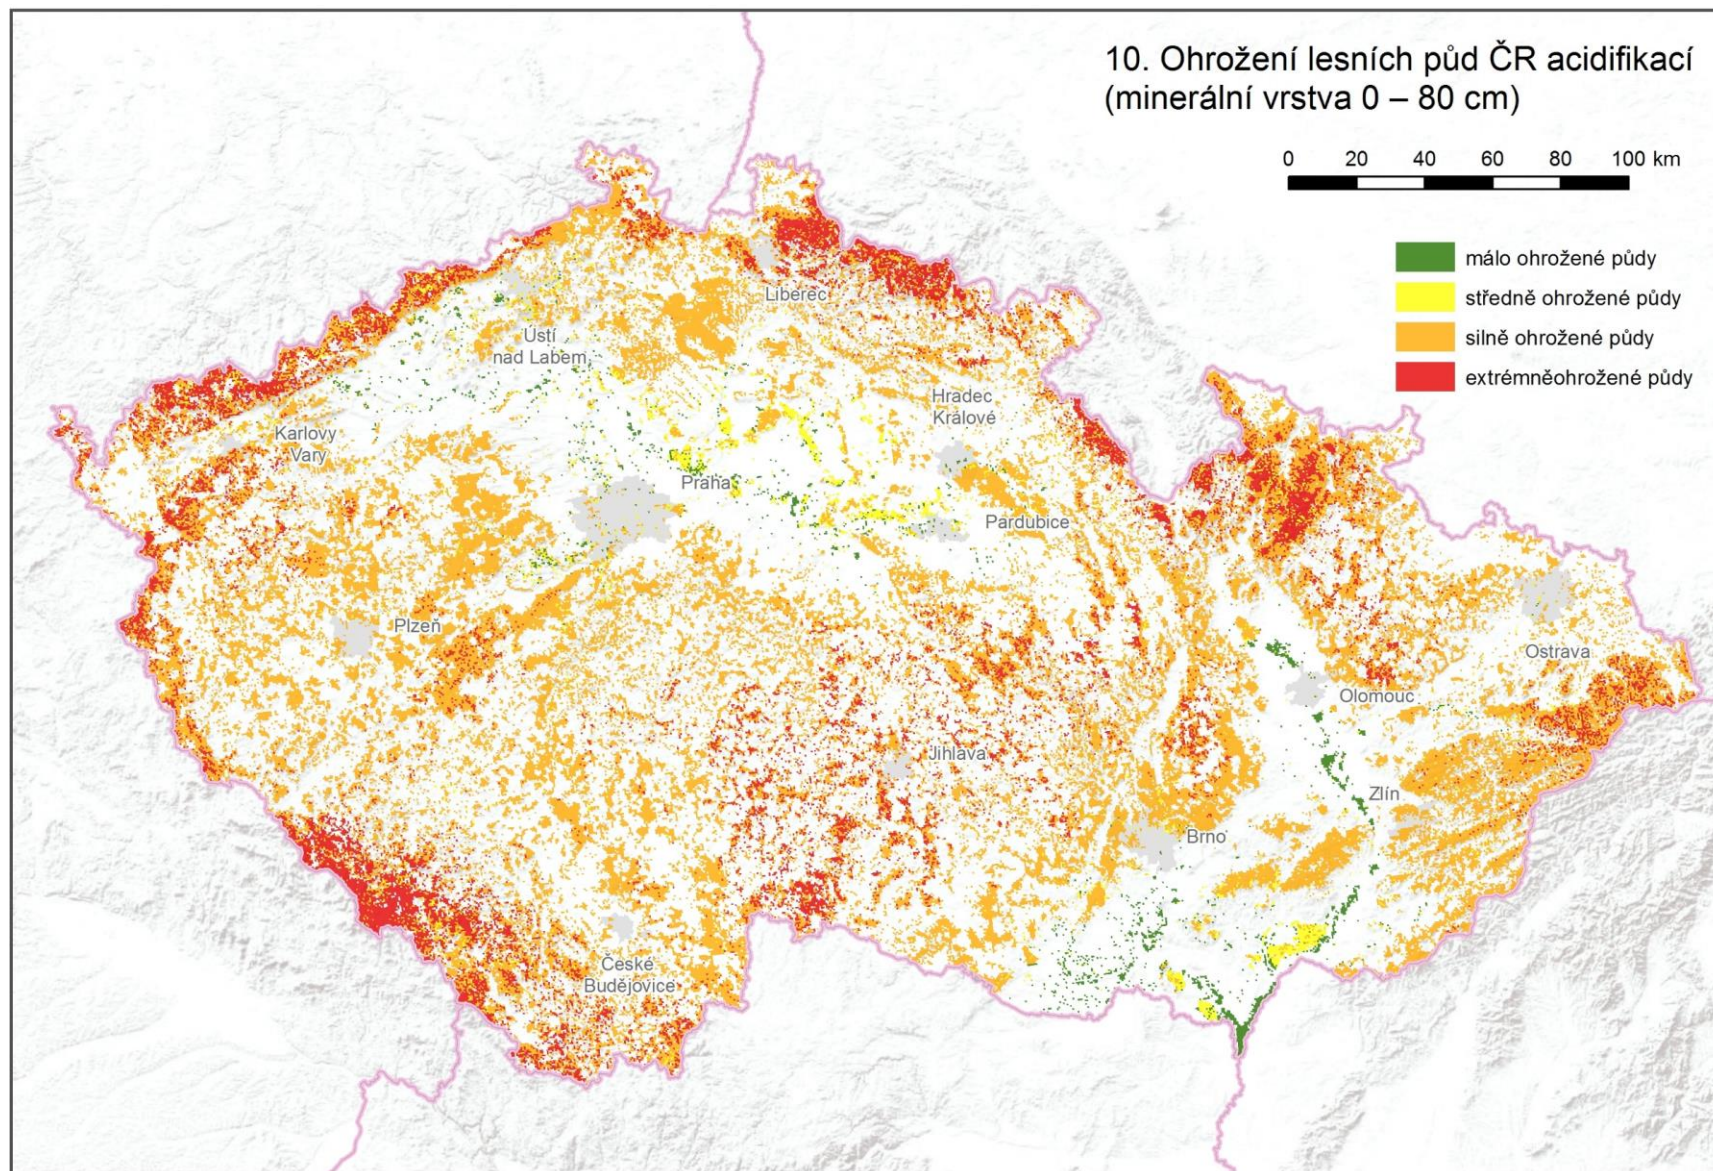 10. Ohrožení lesních půd ČR acidifikací
(minerální vrstva 0 – 80 cm)
0 20 40 60 80 100 km
málo ohrožené půdy
středně ohrožené půdy
silně ohrožené půdy
extrémněohrožené půdy
Liberec
Ústí
nad Labem
Hradec
Králové
Karlovy
Vary
Praha
Pardubice
Plzeň
Ostrava
Olomouc
Jihlava
Zlín
Brno
České
Budějovice